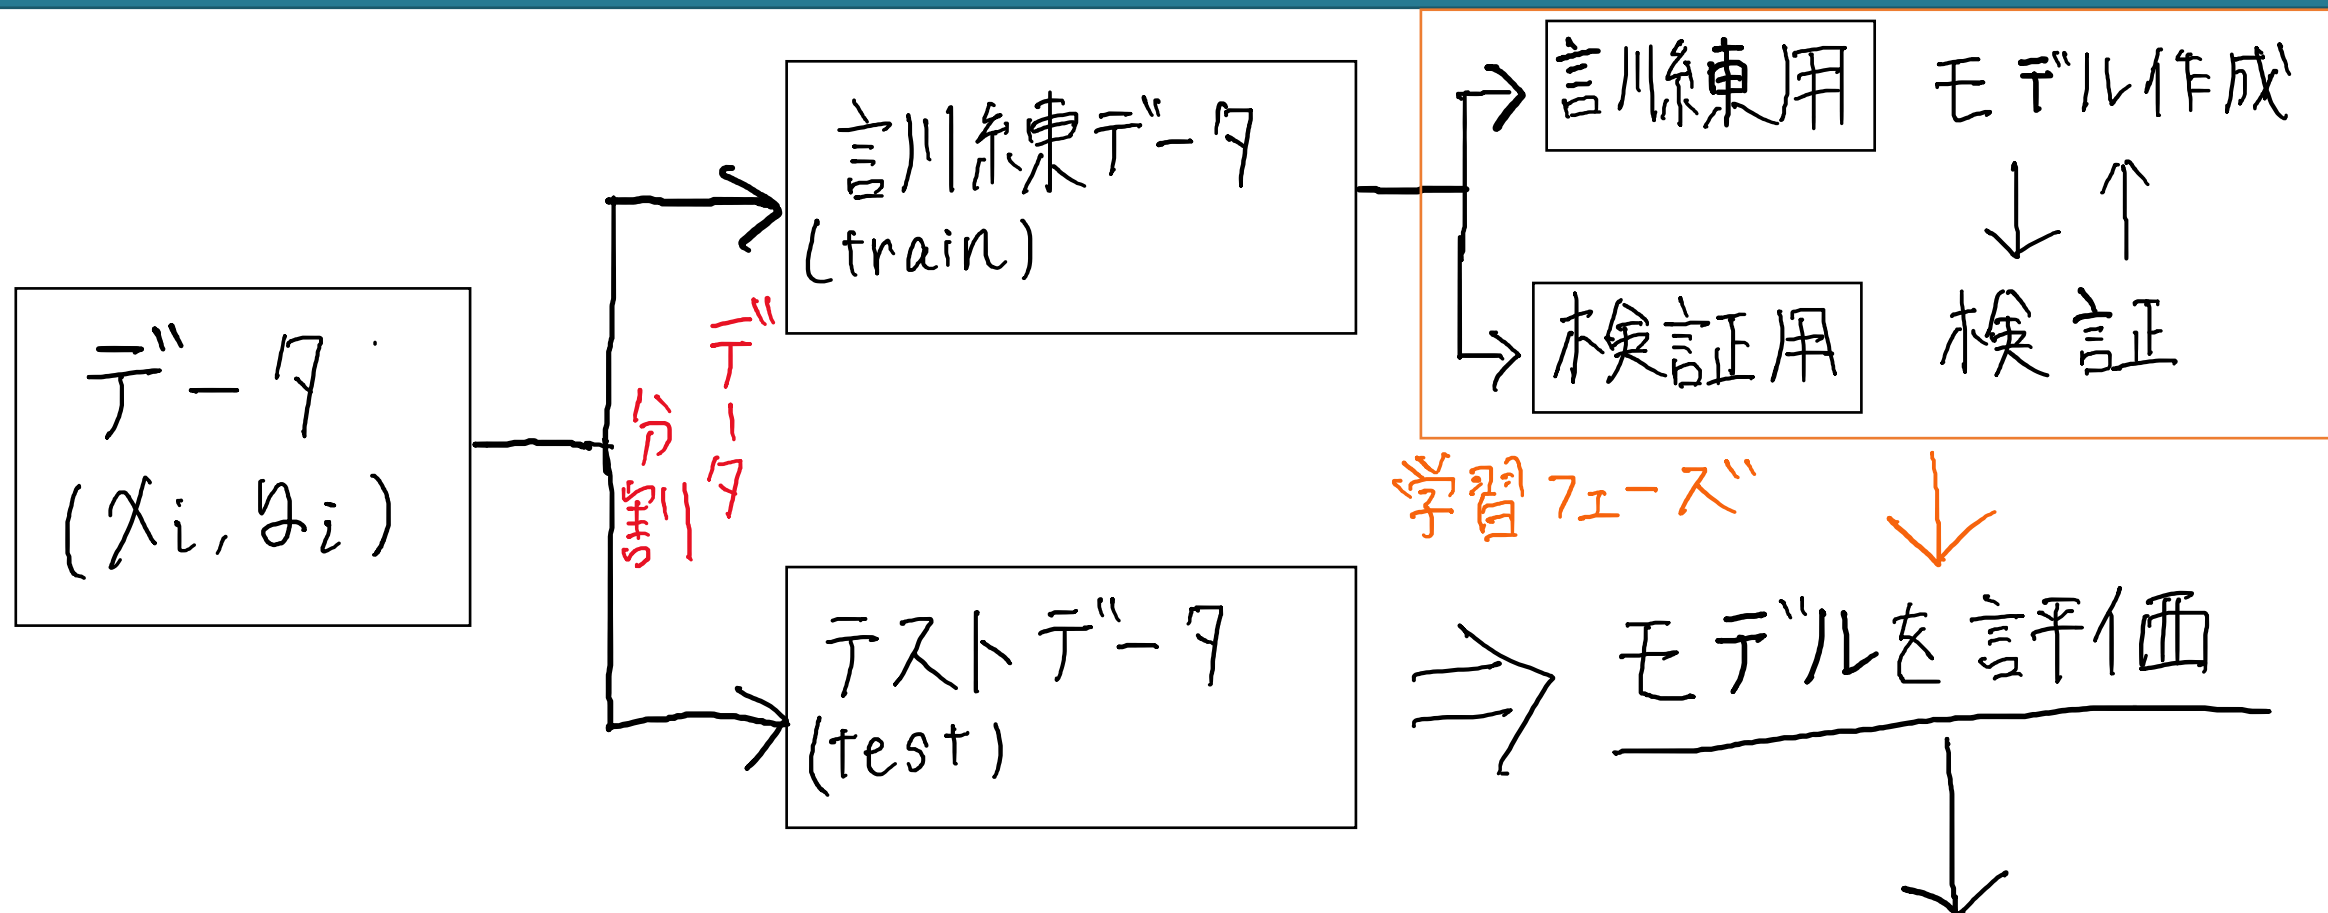 データ
(xi, yi)
データ
分割
訓練データ
(train)
テストデータ
(test)
訓練用
モデル作成
検証用
検証
学習フェーズ
モデルを評価